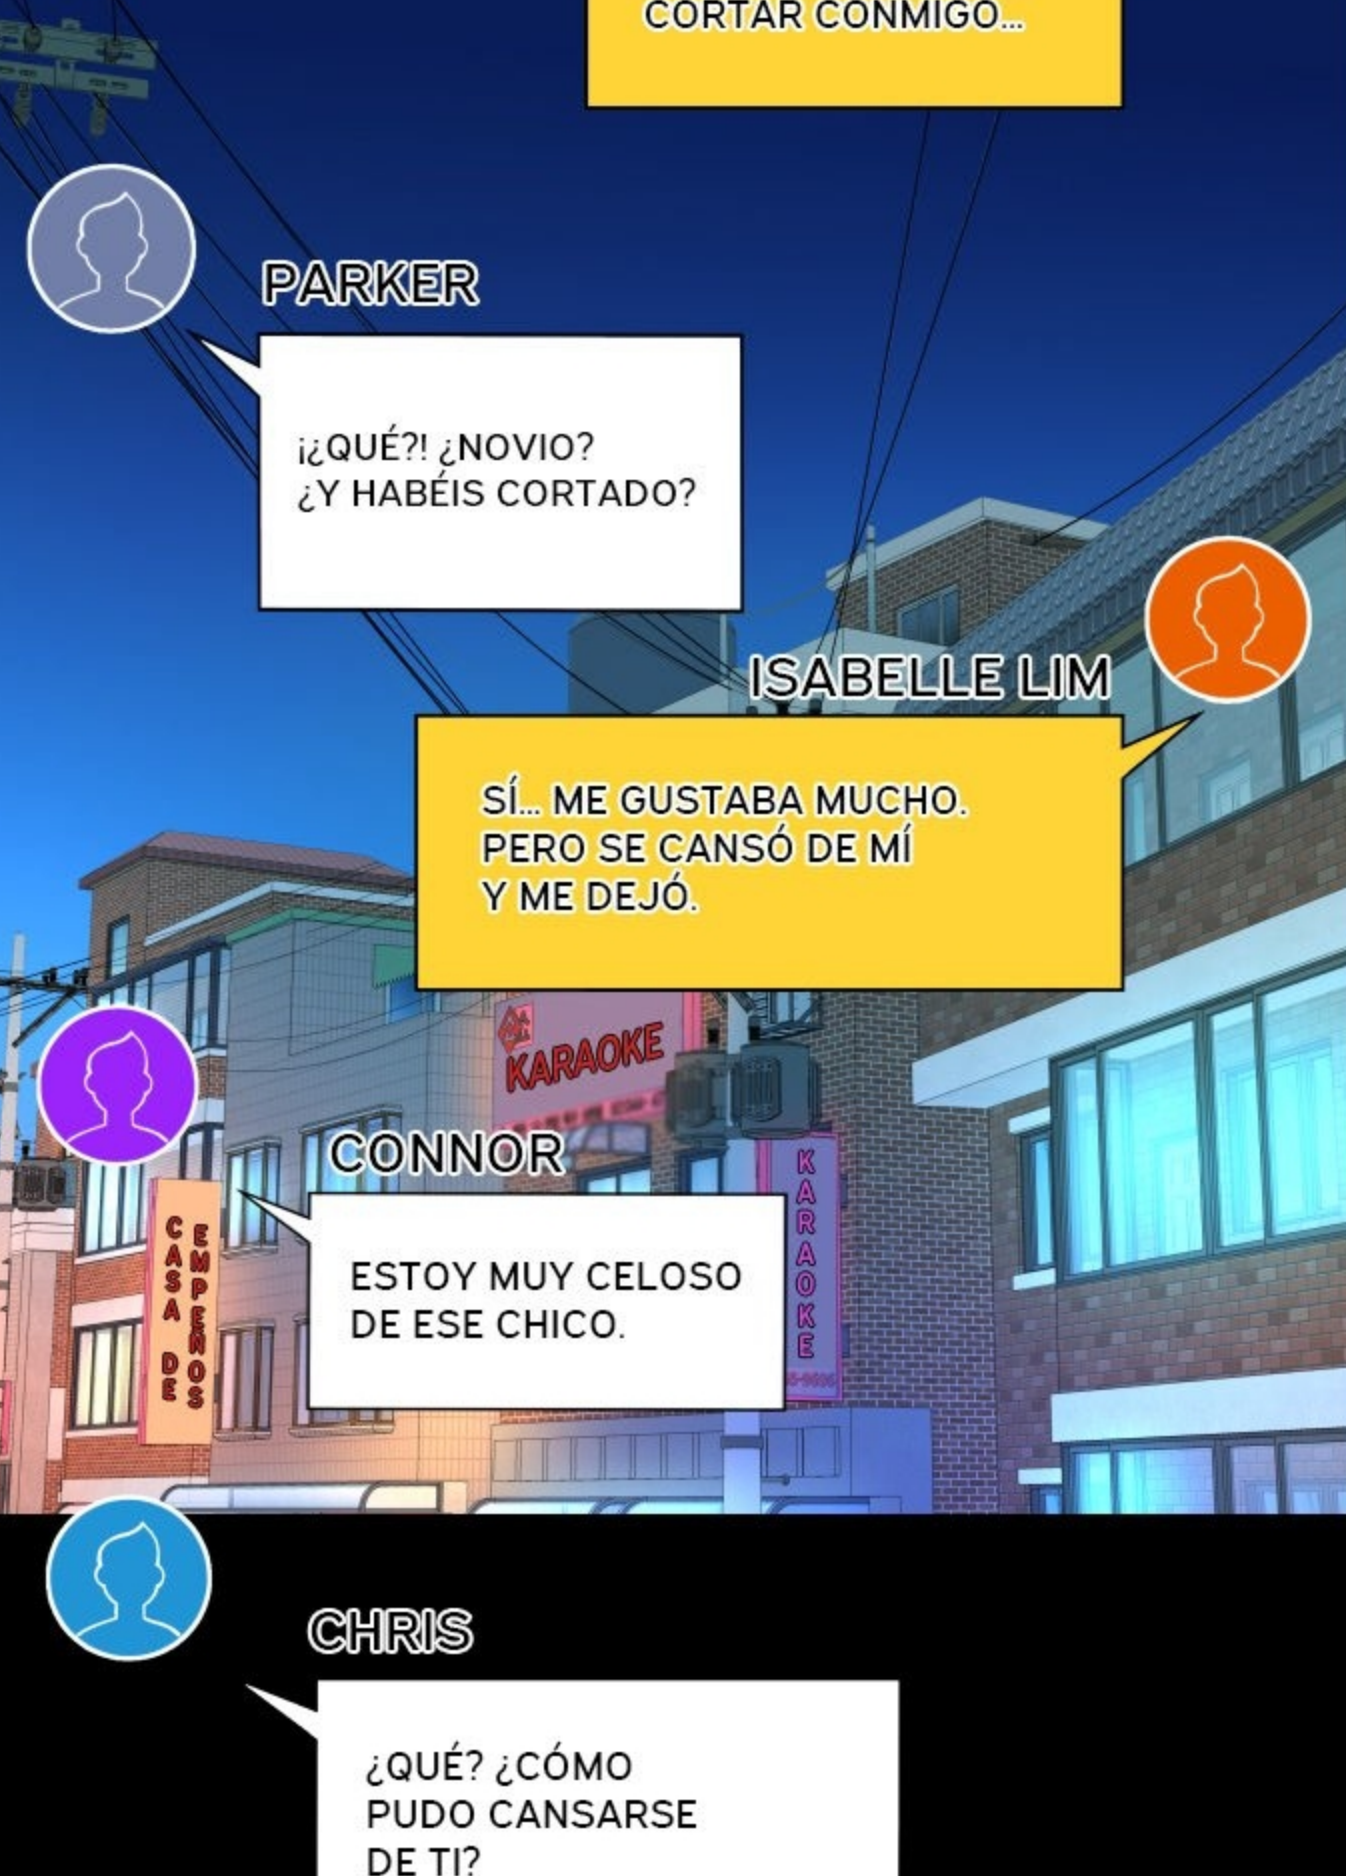 CORTAR CONMIGO...
PARKER
¡¿QUÉ?! ¿NOVIO?
¿Y HABÉIS CORTADO?
ISABELLE LIM
SÍ... ME GUSTABA MUCHO.
PERO SE CANSÓ DE MÍ
Y ME DEJÓ.
KARAOKE
CONNOR
KARAOKE
CASA DE
EMPEÑOS
ESTOY MUY CELOSO
DE ESE CHICO.
CHRIS
¿QUÉ? ¿CÓMO
PUDO CANSARSE
DE TI?